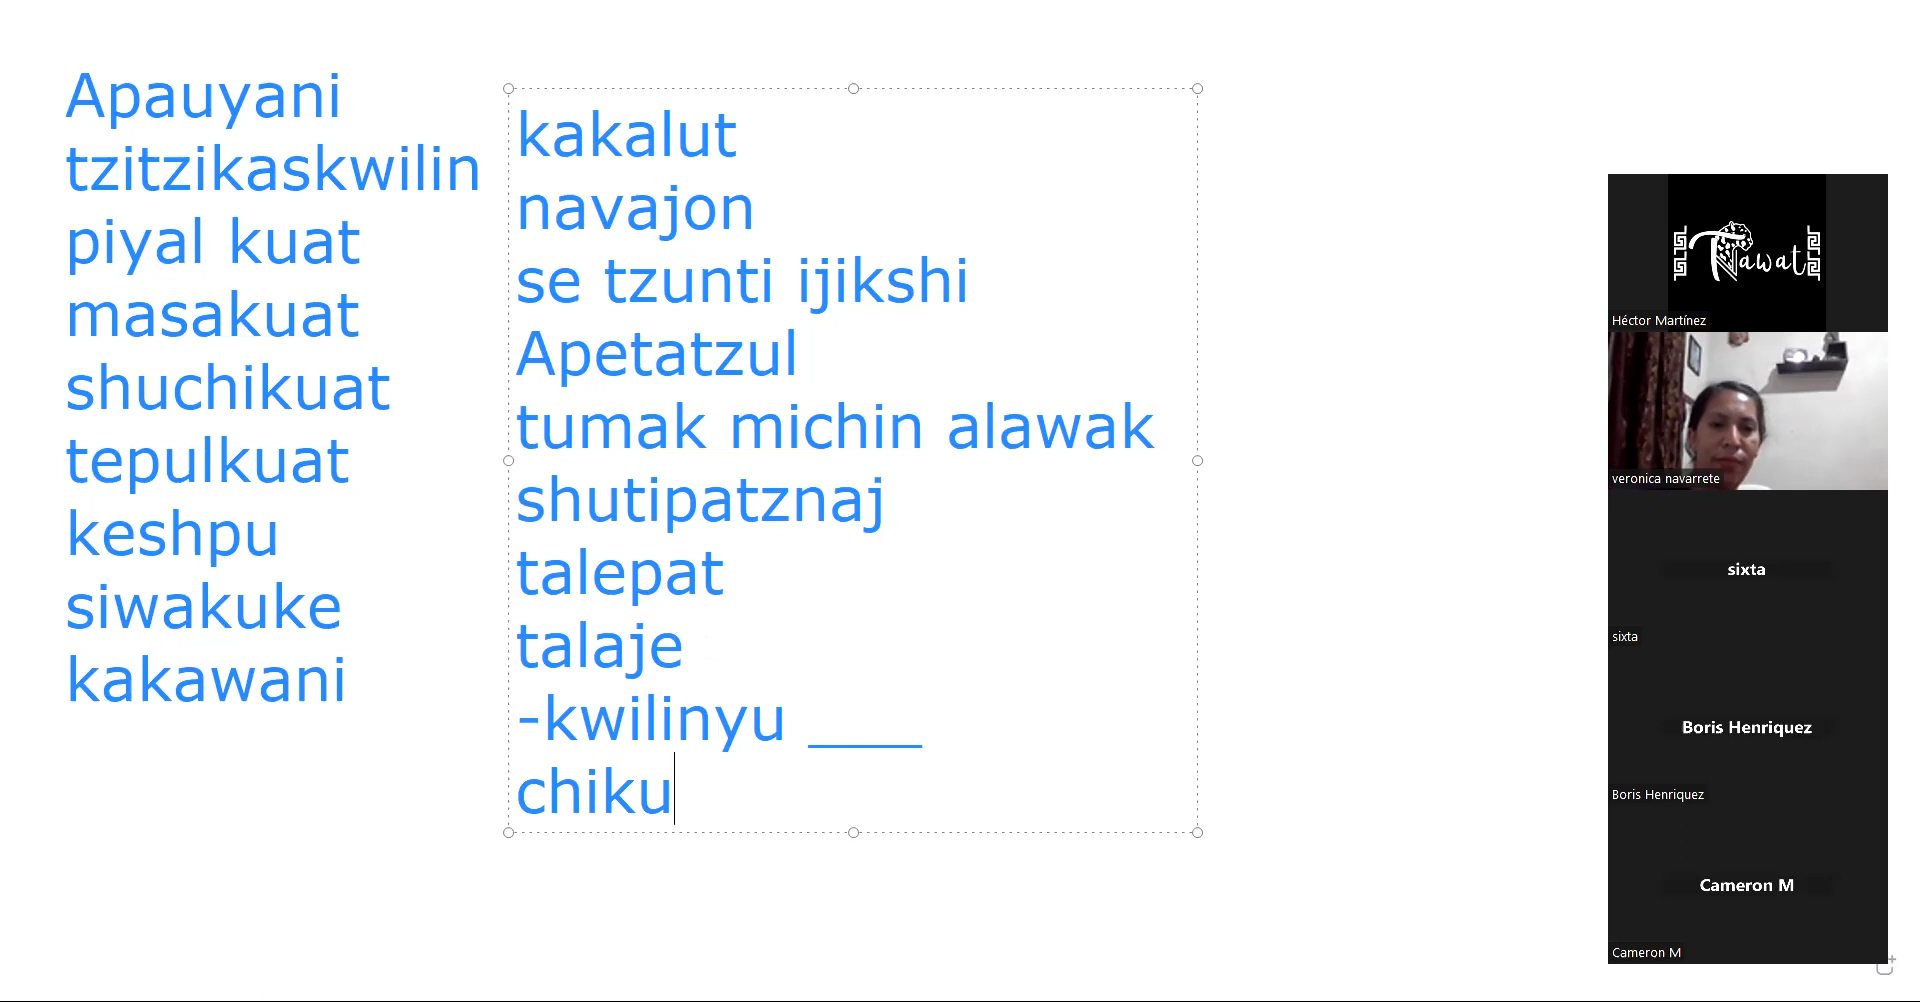 Apauyani
tzitzikaskwilin
piyal kuat
masakuat
shuchikuat
tepulkuat
keshpu
siwakuke
kakawani
kakalut
navajon
se tzunti ijikshi
Apetatzul
tumak michin alawak
shutipatznaj
talepat
talaje
-kwilinyu ____
chiku
Tawat
Héctor Martínez
veronica navarrete
sixta
sixta
Boris Henriquez
Boris Henriquez
Cameron M
Cameron M